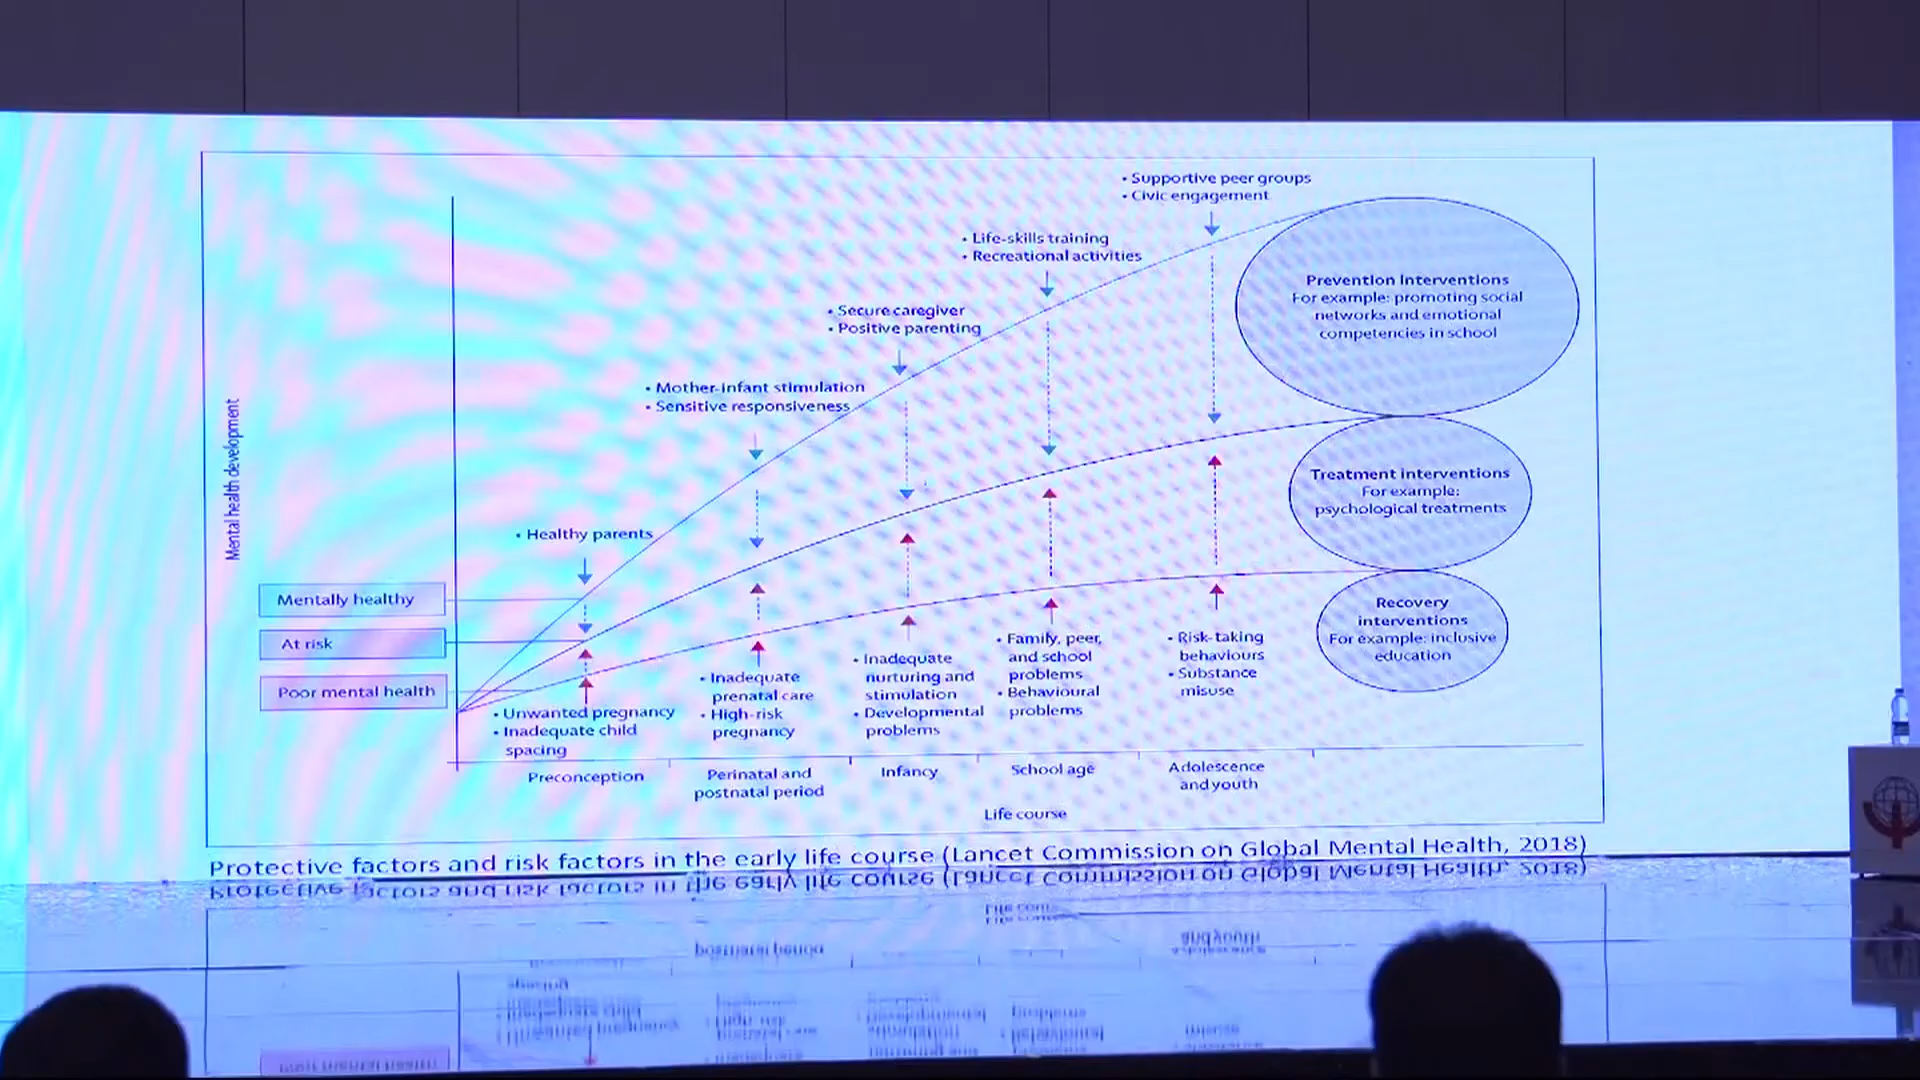 • Supportive peer groups
• Civic engagement
• Life-skills training
• Recreational activities
• Secure caregiver
• Positive parenting
• Mother-infant stimulation
• Sensitive responsiveness
• Healthy parents
Prevention interventions
For example: promoting social
networks and emotional
competencies in school
Treatment interventions
For example:
psychological treatments
Recovery
interventions
For example: inclusive
education
Mental health development
Mentally healthy
At risk
Poor mental health
• Unwanted pregnancy
• Inadequate child
spacing
• Inadequate
prenatal care
• High-risk
pregnancy
• Inadequate
nurturing and
stimulation
• Developmental
problems
• Family, peer,
and school
problems
• Behavioural
problems
• Risk-taking
behaviours
• Substance
misuse
Preconception
Perinatal and
postnatal period
Infancy
School age
Adolescence
and youth
Life course
Protective factors and risk factors in the early life course (Lancet Commission on Global Mental Health, 2018)